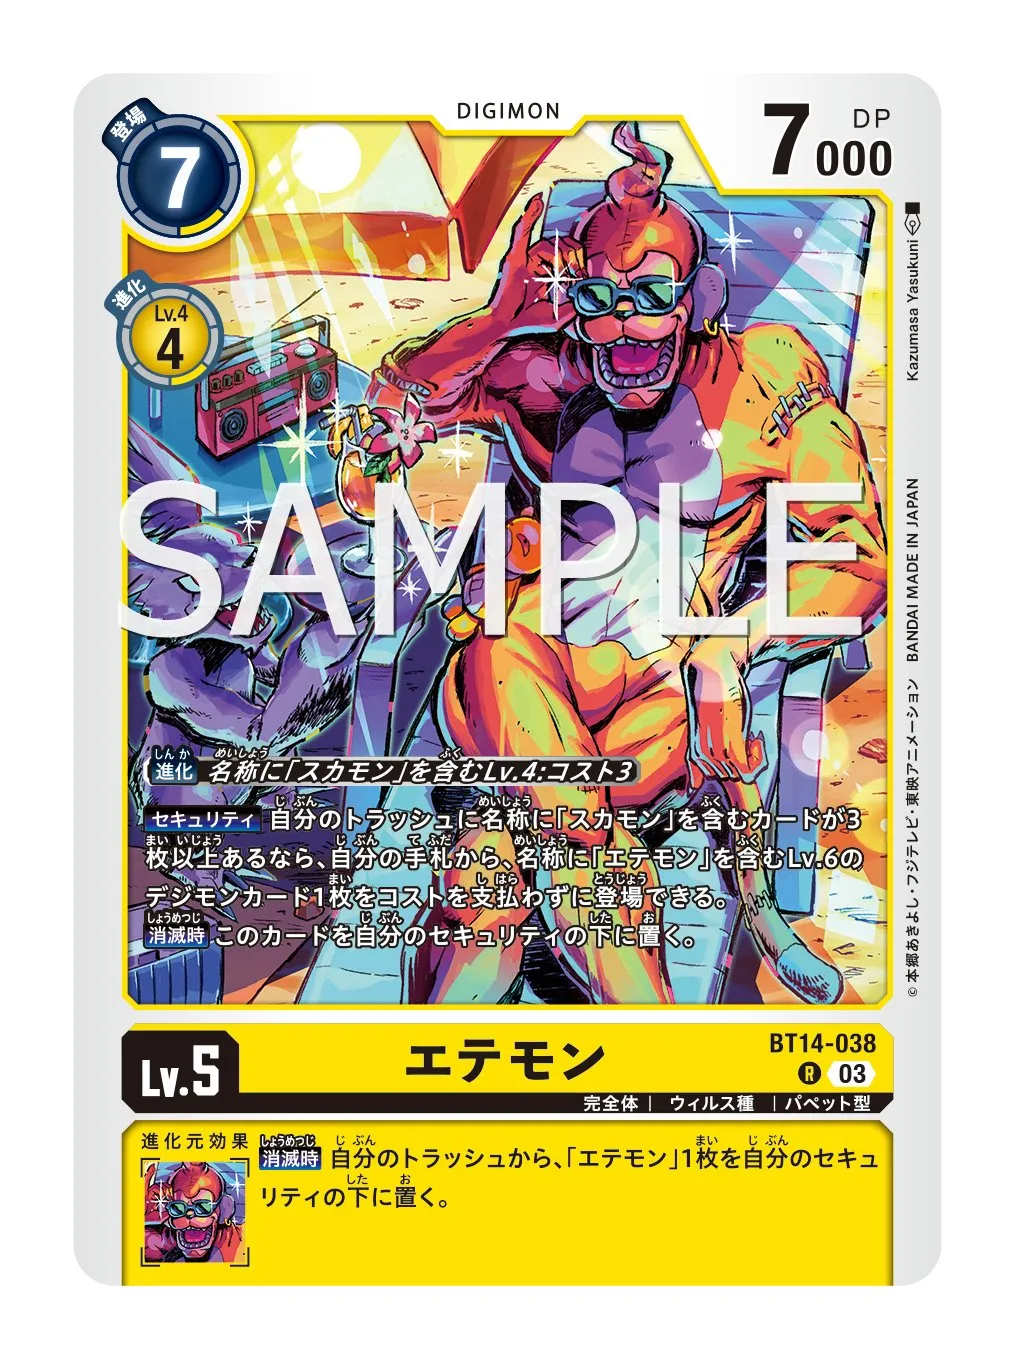 DIGIMON
登場
7
7000
DP
進化
Lv.4
4
Kazumasa Yasukuni
SAMPLE
BANDAI MADE IN JAPAN
©本郷あきよし・フジテレビ・東映アニメーション
進化 名称に「スカモン」を含むLv.4:コスト3
セキュリティ 自分のトラッシュに名称に「スカモン」を含むカードが3
枚以上あるなら、自分の手札から、名称に「エテモン」を含むLv.6の
デジモンカード1枚をコストを支払わずに登場できる。
消滅時 このカードを自分のセキュリティの下に置く。
Lv.5
エテモン
BT14-038
R 03
完全体 | ウィルス種 | パペット型
進化元効果
消滅時 自分のトラッシュから、「エテモン」1枚を自分のセキュ
リティの下に置く。